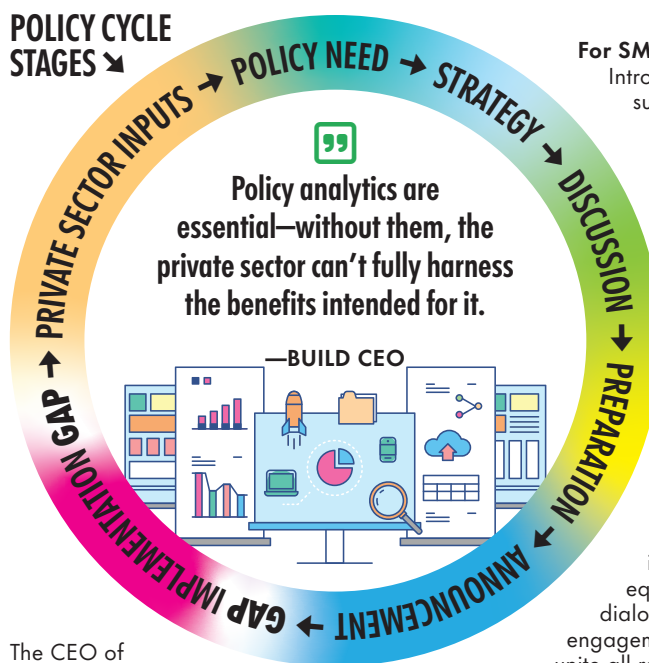 POLICY CYCLE
STAGES ↘
POLICY NEED →
STRATEGY →
DISCUSSION →
PREPARATION →
ANNOUNCEMENT →
GAP IMPLEMENTATION GAP →
PRIVATE SECTOR INPUTS →
Policy analytics are
essential—without them, the
private sector can’t fully harness
the benefits intended for it.
—BUILD CEO
For SM
Intro
su
i
eq
dialo
engagem
unite all
The CEO of